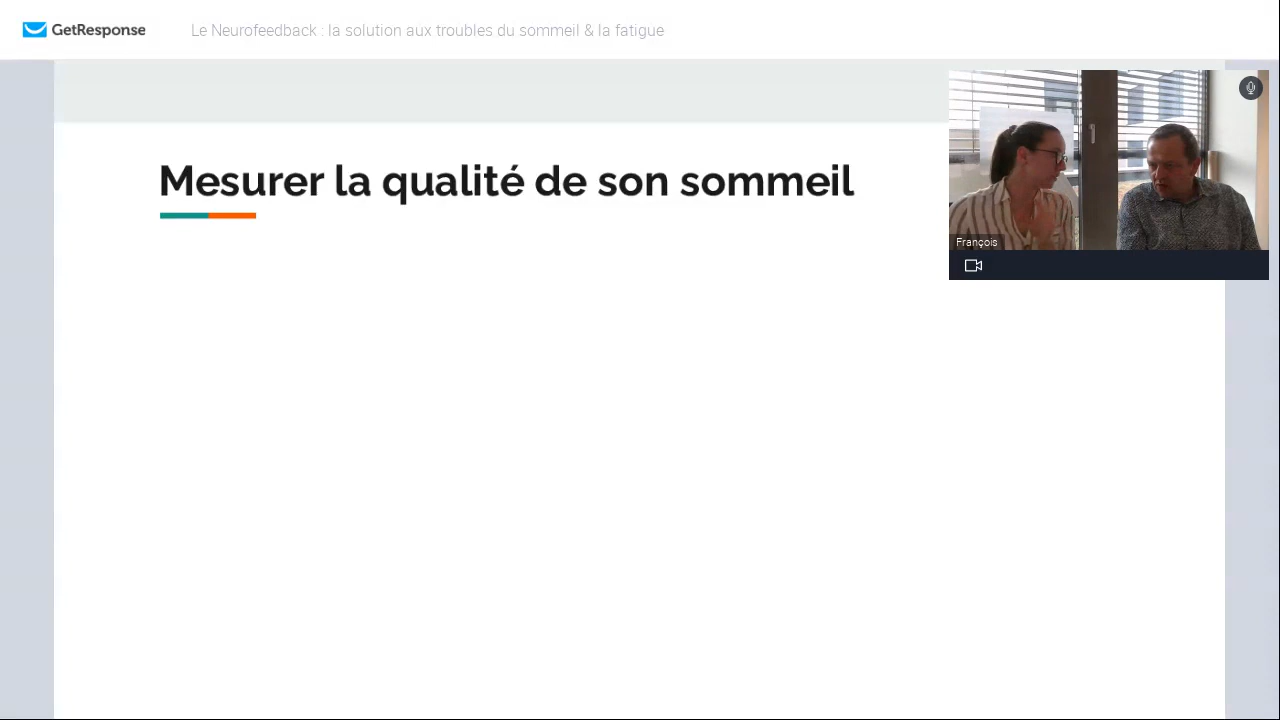 GetResponse
Le Neurofeedback : la solution aux troubles du sommeil & la fatigue
Mesurer la qualité de son sommeil
François